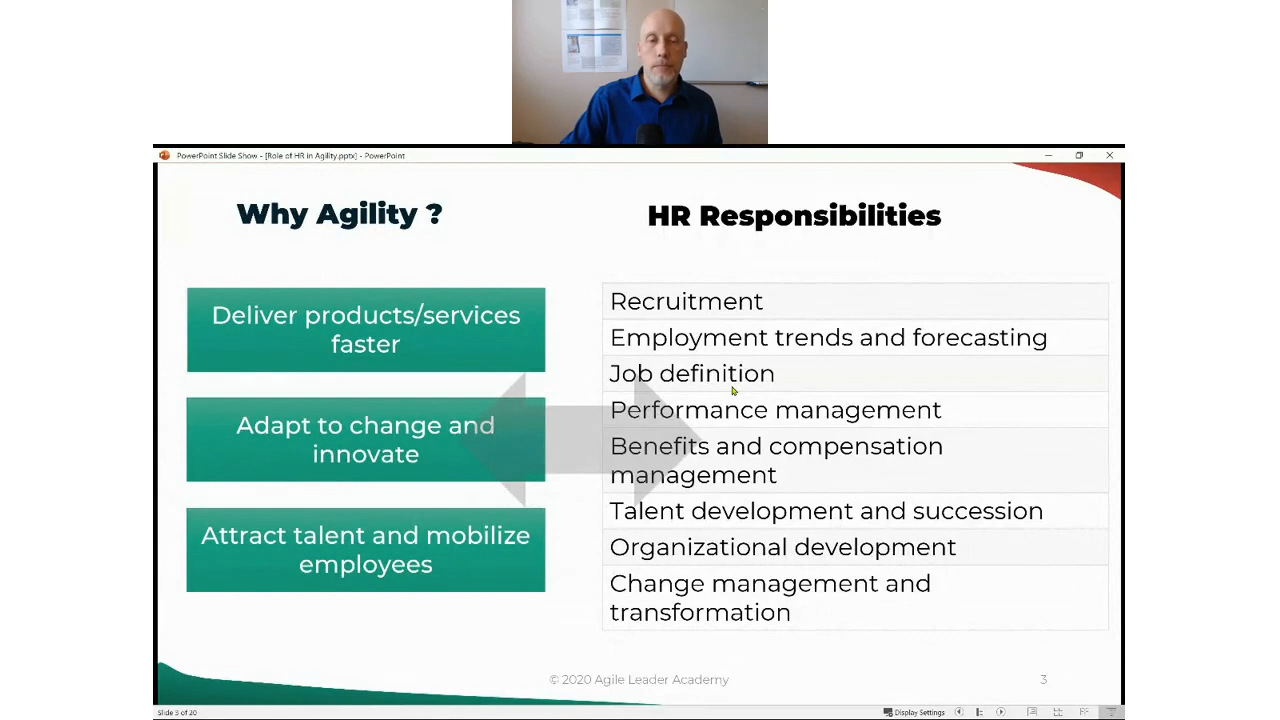 PowerPoint Slide Show - [Role of HR in Agility.pptx] - PowerPoint
Why Agility ?
HR Responsibilities
Deliver products/services
faster
Adapt to change and
innovate
Attract talent and mobilize
employees
Recruitment
Employment trends and forecasting
Job definition
Performance management
Benefits and compensation
management
Talent development and succession
Organizational development
Change management and
transformation
© 2020 Agile Leader Academy
3
Slide 3 of 20
Display Settings